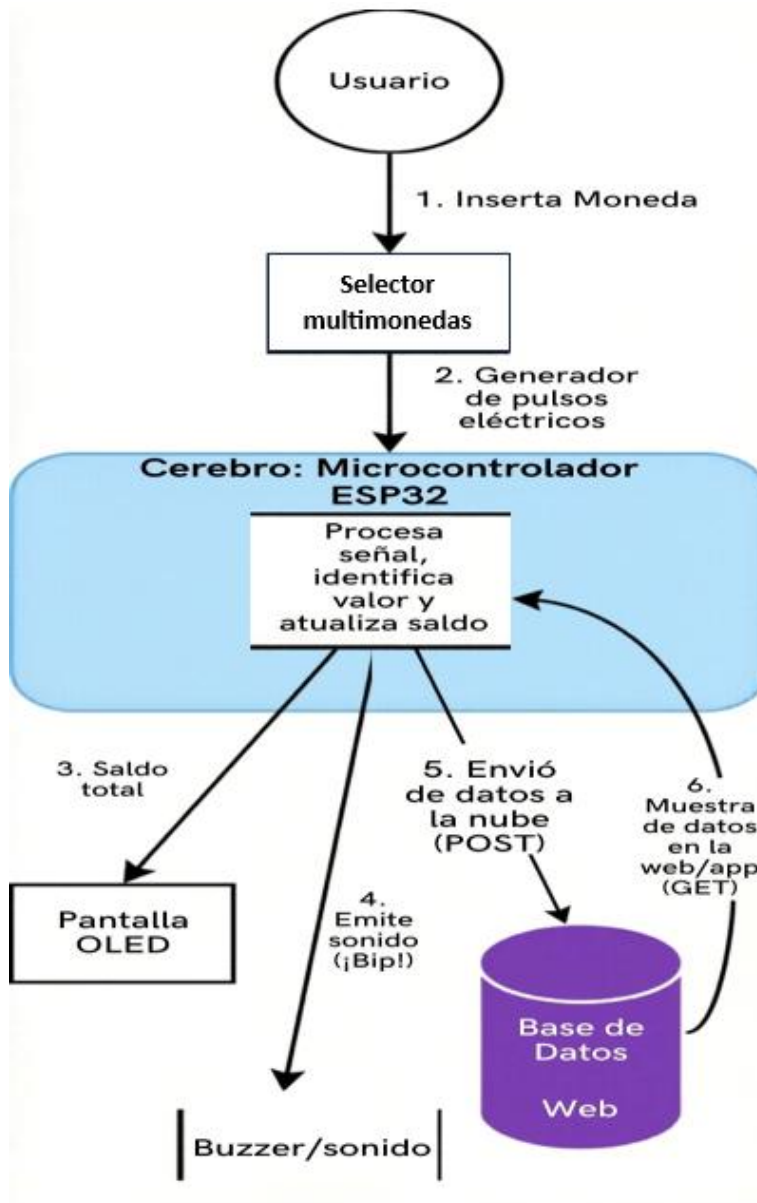 Usuario
1. Inserta Moneda
Selector
multimonedas
2. Generador
de pulsos
eléctricos
Cerebro: Microcontrolador
ESP32
Procesa
señal,
identifica
valor y
atualiza saldo
3. Saldo
total
Pantalla
OLED
4.
Emite
sonido
(¡Bip!)
Buzzer/sonido
5. Envió
de datos a
la nube
(POST)
6.
Muestra
de datos
en la
web/app
(GET)
Base de
Datos
Web